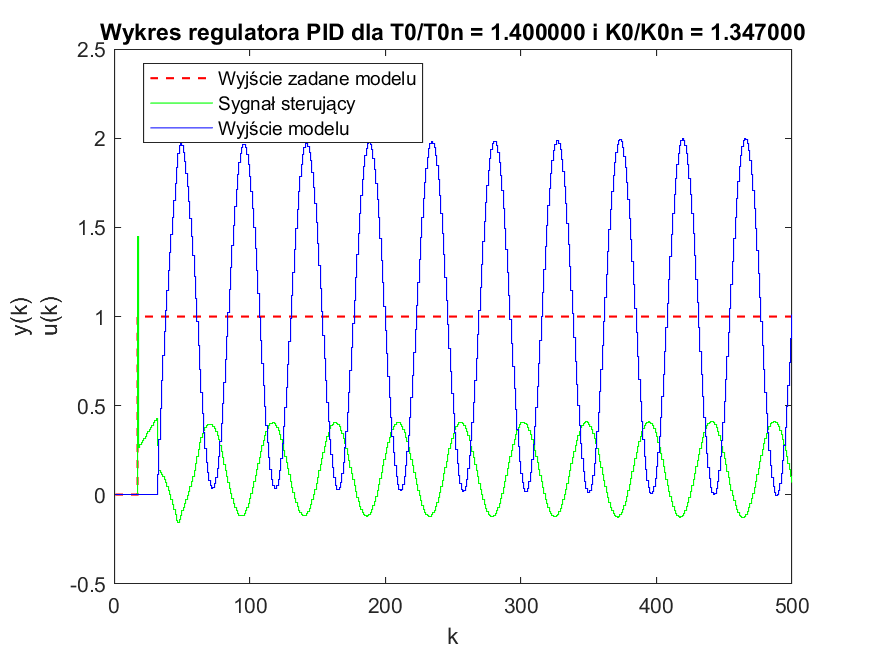 Wykres regulatora PID dla T0/T0n = 1.400000 i K0/K0n = 1.347000
2.5
Wyjście zadane modelu
Sygnał sterujący
Wyjście modelu
2
1.5
1
0.5
0
-0.5
y(k)
u(k)
0
100
200
300
400
500
k